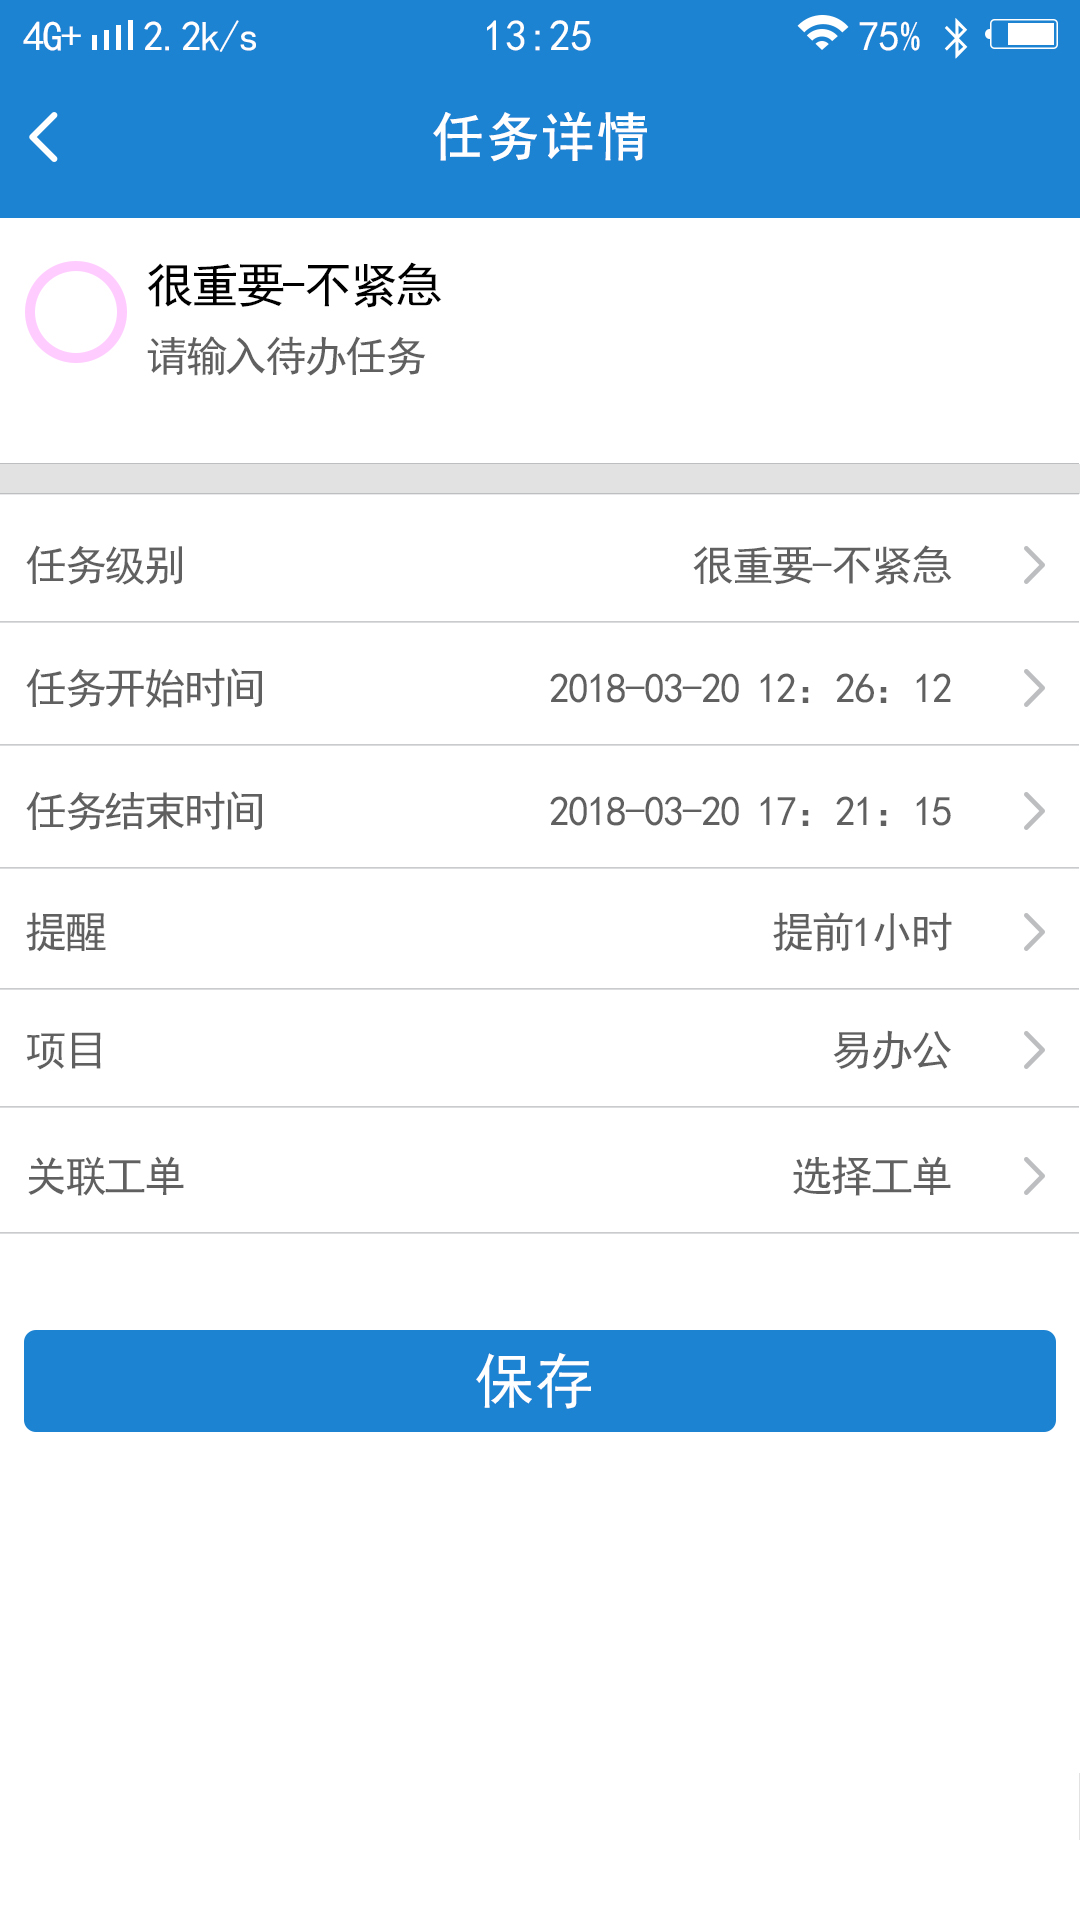 4G+ 2.2k/s 13:25 75%
任务详情
很重要-不紧急
请输入待办任务
任务级别 很重要-不紧急
任务开始时间 2018-03-20 12：26：12
任务结束时间 2018-03-20 17：21：15
提醒 提前1小时
项目 易办公
关联工单 选择工单
保存